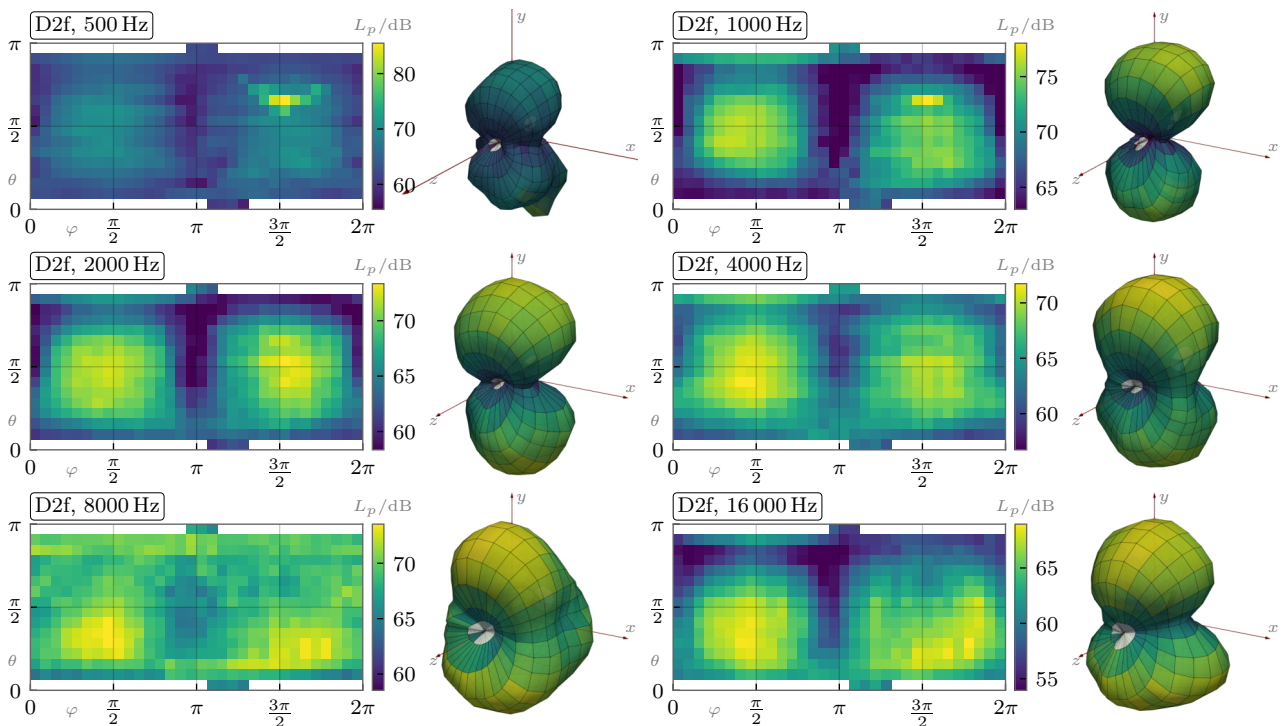 D2f, 500 Hz
L_p/dB
π
π/2
0
θ
0
φ
π/2
π
3π/2
2π
80
70
60
y
x
z
D2f, 1000 Hz
L_p/dB
π
π/2
0
θ
0
φ
π/2
π
3π/2
2π
75
70
65
y
x
z
D2f, 2000 Hz
L_p/dB
π
π/2
0
θ
0
φ
π/2
π
3π/2
2π
70
65
60
y
x
z
D2f, 4000 Hz
L_p/dB
π
π/2
0
θ
0
φ
π/2
π
3π/2
2π
70
65
60
y
x
z
D2f, 8000 Hz
L_p/dB
π
π/2
0
θ
0
φ
π/2
π
3π/2
2π
70
65
60
y
x
z
D2f, 16 000 Hz
L_p/dB
π
π/2
0
θ
0
φ
π/2
π
3π/2
2π
65
60
55
y
x
z